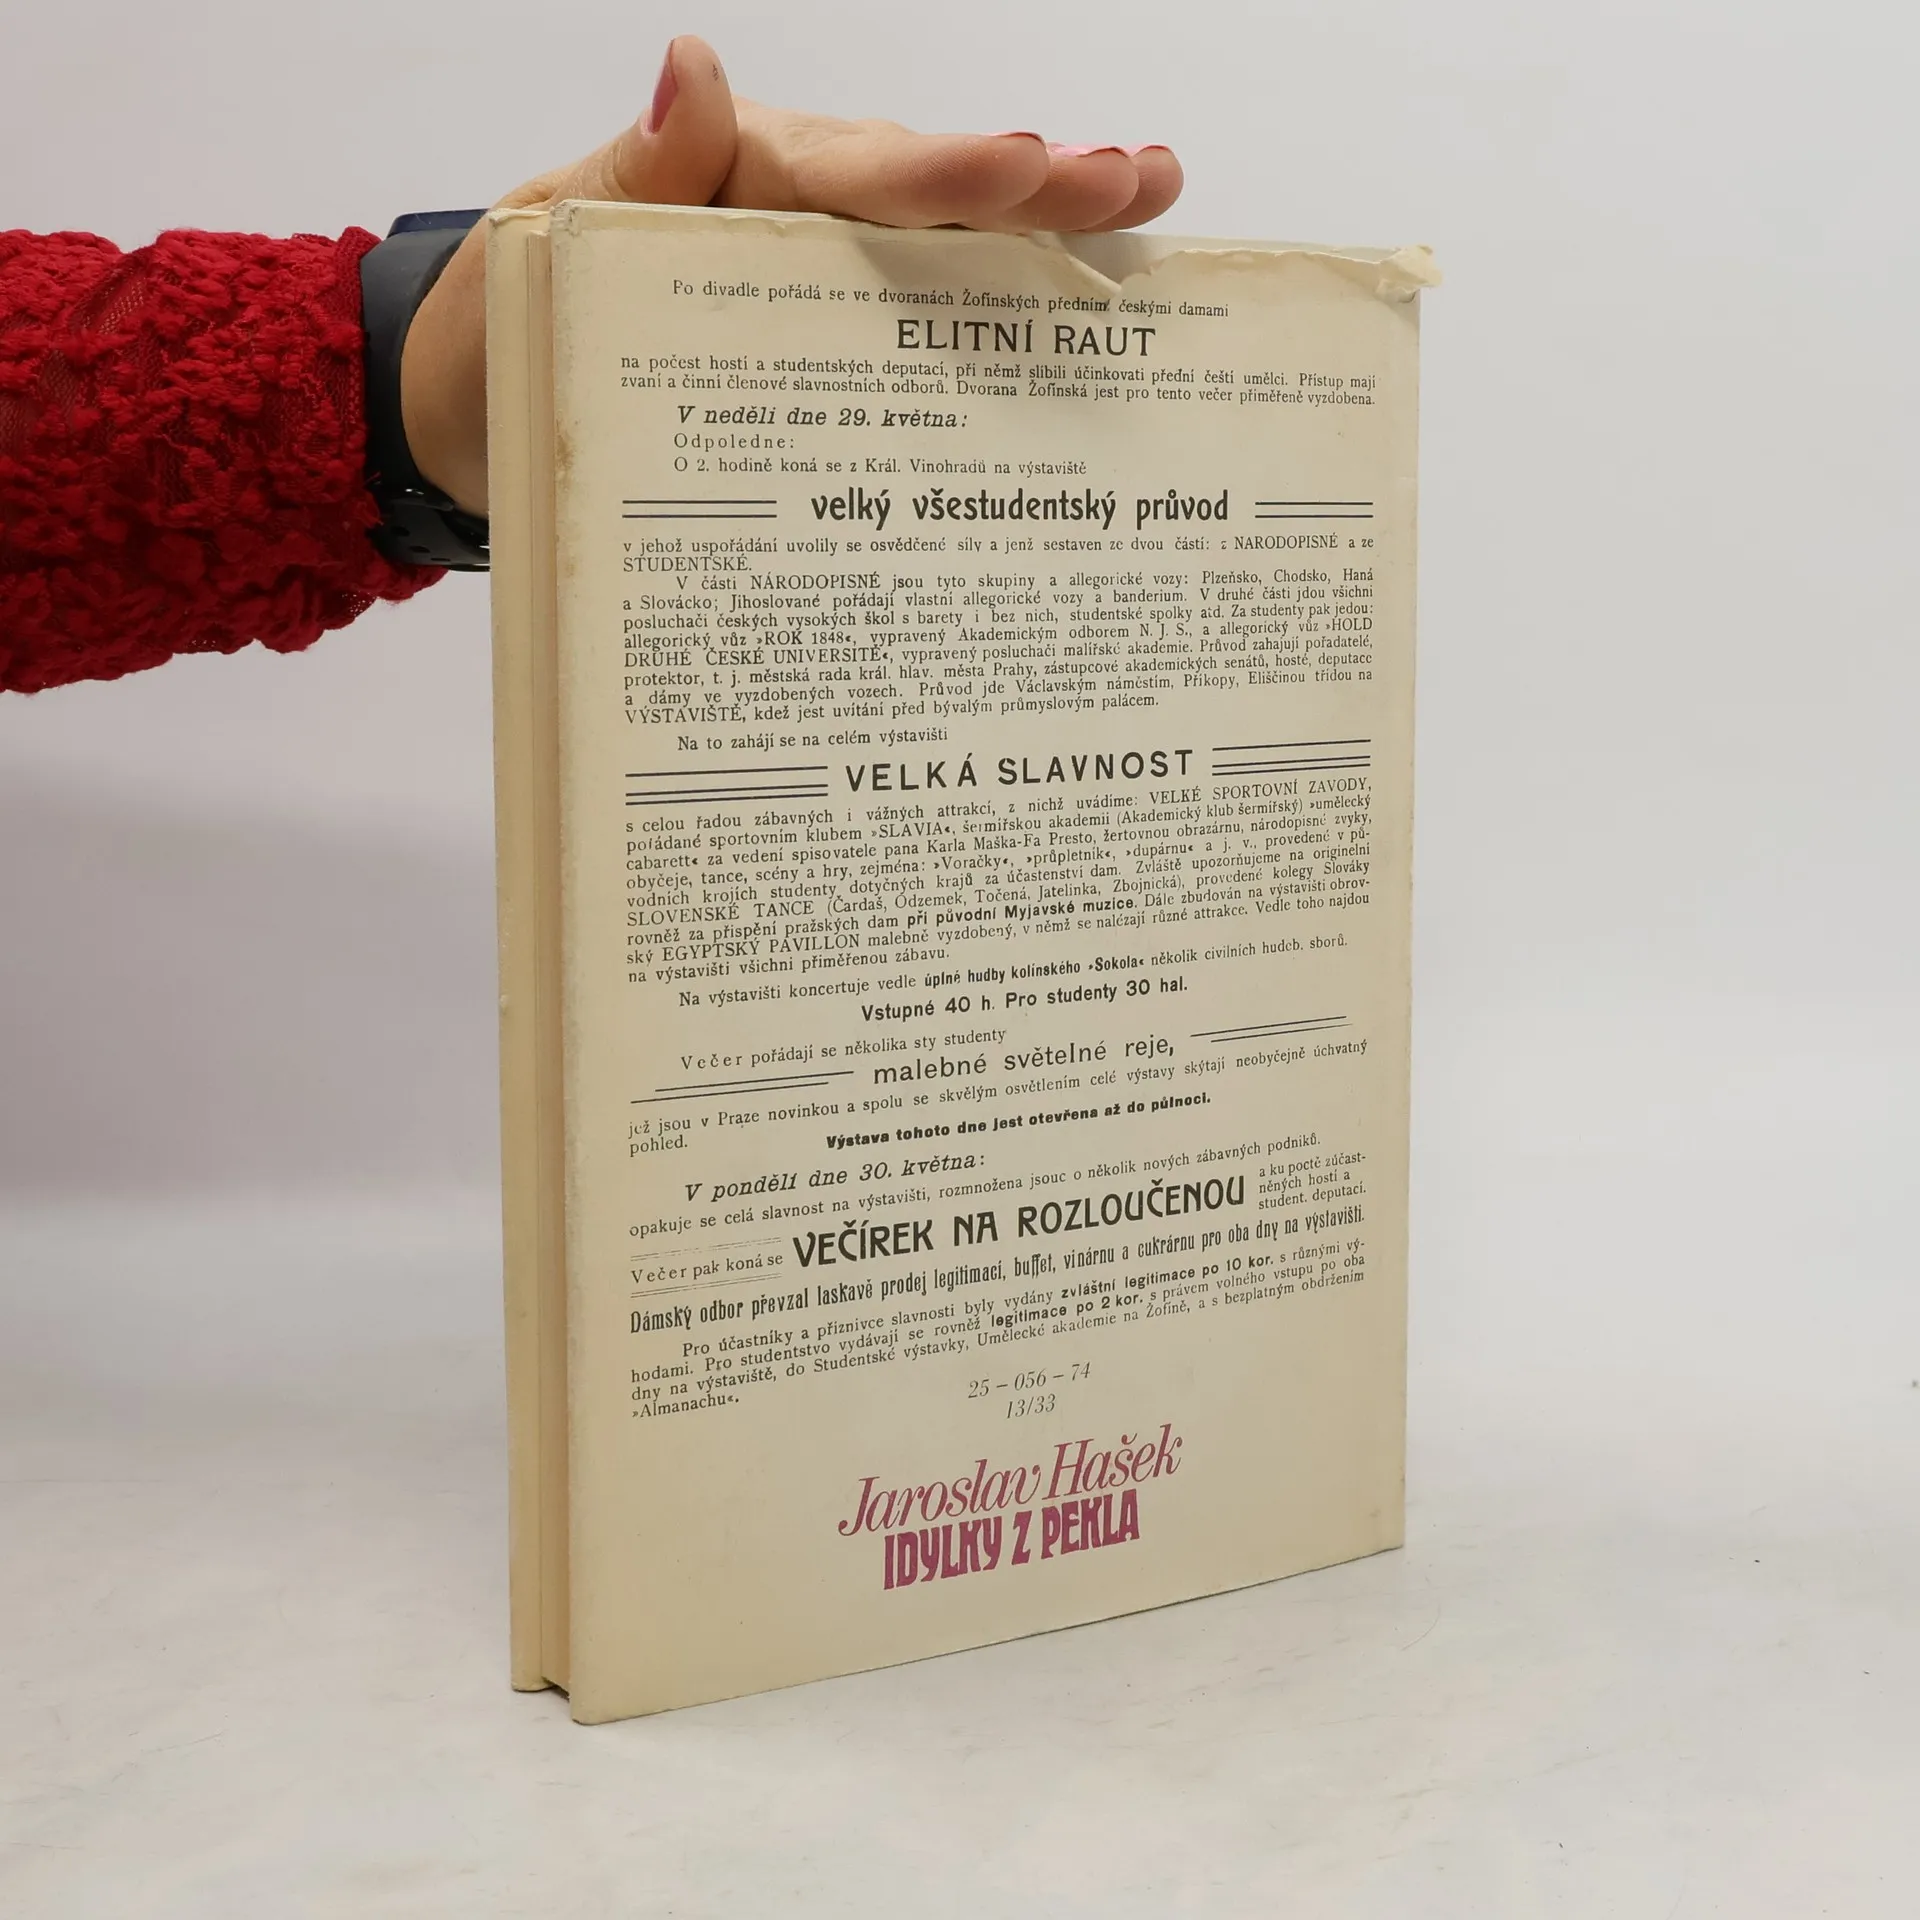 Po divadle pořádá se ve dvoranách Žofínských předními českými damami
ELITNÍ RAUT
na počest hostí a studentských deputací, při němž slíbili účinkovati přední čeští umělci. Přístup mají
zvaní a činní členové slavnostních odborů. Dvorana Žofínská jest pro tento večer přiměřeně vyzdobena.
V neděli dne 29. května:
Odpoledne:
O 2. hodině koná se z Král. Vinohradů na výstaviště
velký všestudentský průvod
v jehož uspořádání uvolily se osvědčené síly a jenž sestaven ze dvou částí: z NARODOPISNÉ a ze
STUDENTSKÉ.
V části NÁRODOPISNÉ jsou tyto skupiny a allegorické vozy: Plzeňsko, Chodsko, Haná
a Slovácko; Jihoslované pořádají vlastní allegorické vozy a banderium. V druhé části jdou všichni
posluchači českých vysokých škol s barety i bez nich, studentské spolky atd. Za studenty pak jedou:
allegorický vůz »ROK 1848«, vypravený Akademickým odborem N. J. S., a allegorický vůz »HOLD
DRUHÉ ČESKÉ UNIVERSITĚ«, vypravený posluchači malířské akademie. Průvod zahajují pořadatelé,
protektor, t. j. městská rada král. hlav. města Prahy, zástupcové akademických senátů, hosté, deputace
a dámy ve vyzdobených vozech. Průvod jde Václavským náměstím, Příkopy, Eliščinou třídou na
VÝSTAVIŠTĚ, kdež jest uvítání před bývalým průmyslovým palácem.
Na to zahájí se na celém výstavišti
VELKÁ SLAVNOST
s celou řadou zábavných i vážných attrakcí, z nichž uvádíme: VELKÉ SPORTOVNÍ ZAVODY,
pořádané sportovním klubem »SLAVIA«, šermířskou akademii (Akademický klub šermířský) »umělecký
cabarett« za vedení spisovatele pana Karla Maška-Fa Presto, žertovnou obrazárnu, národopisné zvyky,
obyčeje, tance, scény a hry, zejména: »Voračky«, »průpletník«, »dupárnu« a j. v., provedené v pů-
vodních krojích studenty dotyčných krajů za účastenství dam. Zvláště upozorňujeme na originelní
SLOVENSKÉ TANCE (Čardaš, Odzemek, Točená, Jatelinka, Zbojnická), provedené kolegy Slováky
rovněž za přispění pražských dam při původní Myjavské muzice. Dále zbudován na výstavišti obrov-
ský EGYPTSKÝ PAVILLON malebně vyzdobený, v němž se nalézají různé attrakce. Vedle toho najdou
na výstavišti všichni přiměřenou zábavu.
Na výstavišti koncertuje vedle úplné hudby kolínského »Sokola« několik civilních hudeb. sborů.
Vstupné 40 h. Pro studenty 30 hal.
Večer pořádají se několika sty studenty
malebné světelné reje,
jež jsou v Praze novinkou a spolu se skvělým osvětlením celé výstavy skýtají neobyčejně úchvatný
pohled.
Výstava tohoto dne jest otevřena až do půlnoci.
V pondělí dne 30. května:
opakuje se celá slavnost na výstavišti, rozmnožena jsouc o několik nových zábavných podniků.
Večer pak koná se VEČÍREK NA ROZLOUČENOU a ku poctě zúčast-
něných hostí a
student. deputací.
Dámský odbor převzal laskavě prodej legitimací, buffet, vinárnu a cukrárnu pro oba dny na výstavišti.
Pro účastníky a příznivce slavnosti byly vydány zvláštní legitimace po 10 kor. s různými vý-
hodami. Pro studentstvo vydávají se rovněž legitimace po 2 kor. s právem volného vstupu po oba
dny na výstaviště, do Studentské výstavky, Umělecké akademie na Žofíně, a s bezplatným obdržením
»Almanachu«.
25 – 056 – 74
13/33
Jaroslav Hašek
IDYLKY Z PEKLA